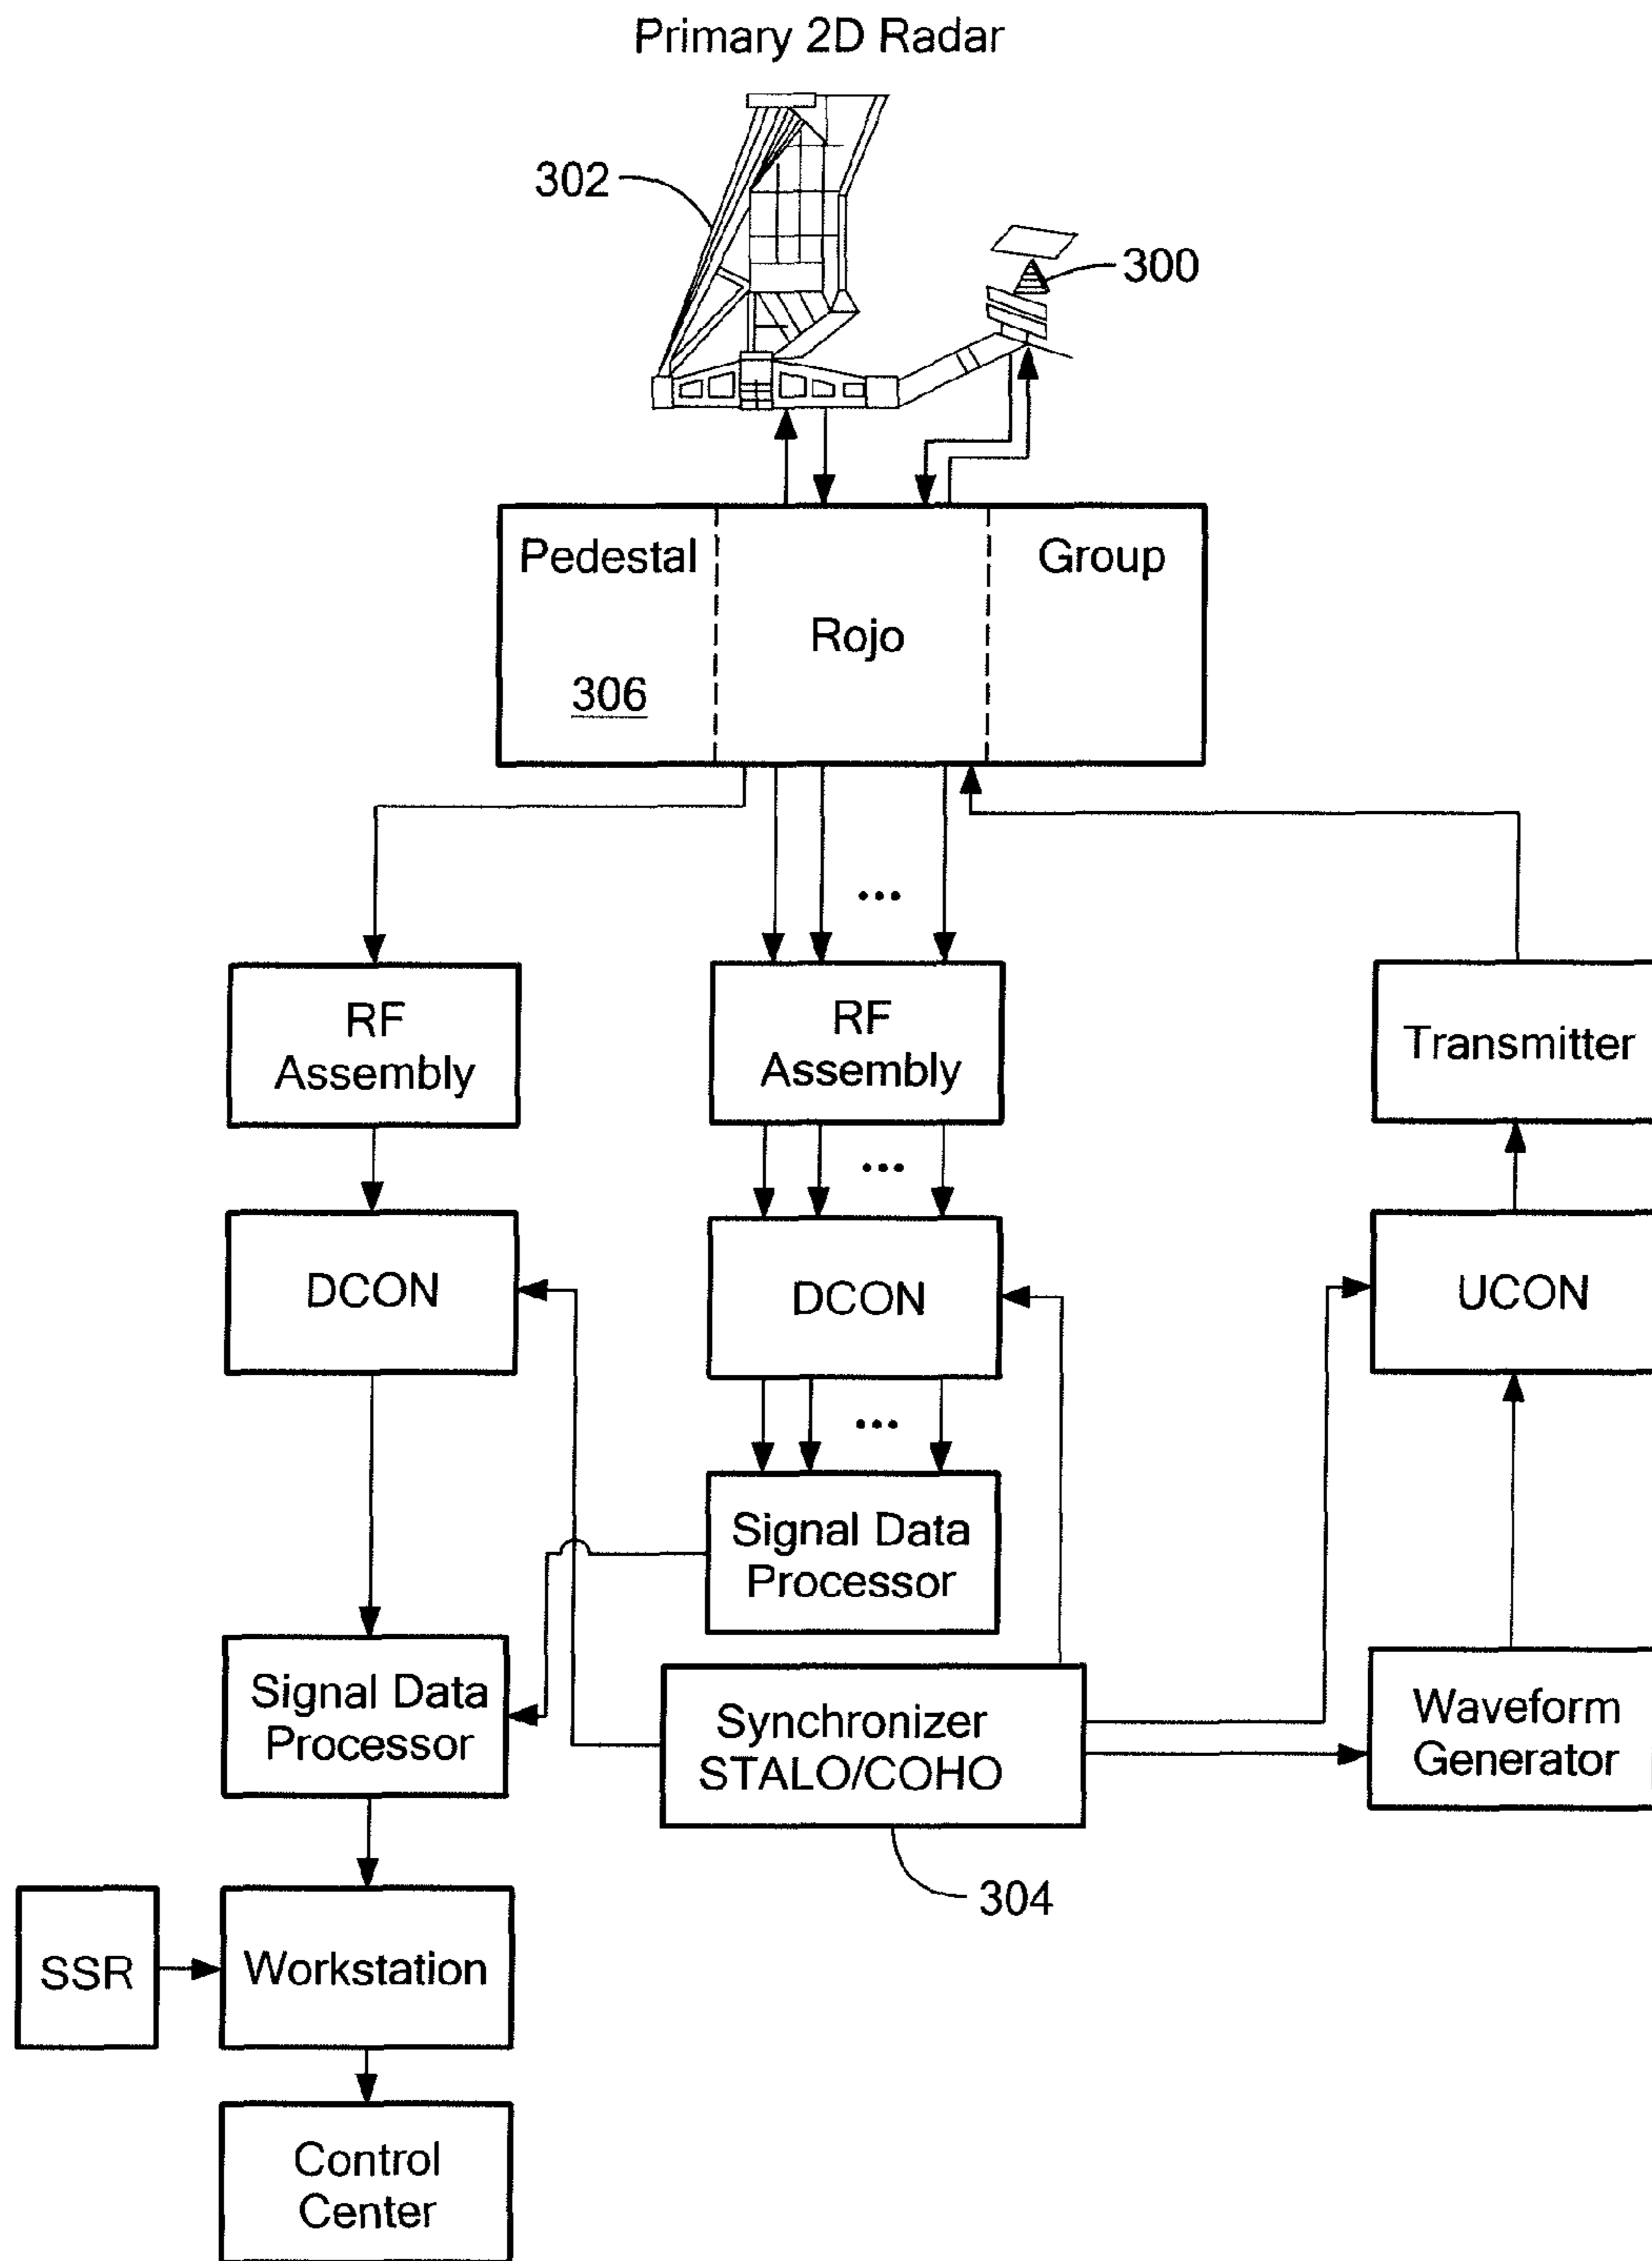 Primary 2D Radar
302
300
Pedestal
Group
Rojo
306
...
RF
Assembly
RF
Assembly
Transmitter
...
DCON
DCON
UCON
...
Signal Data
Processor
Signal Data
Processor
Synchronizer
STALO/COHO
Waveform
Generator
304
SSR
Workstation
Control
Center